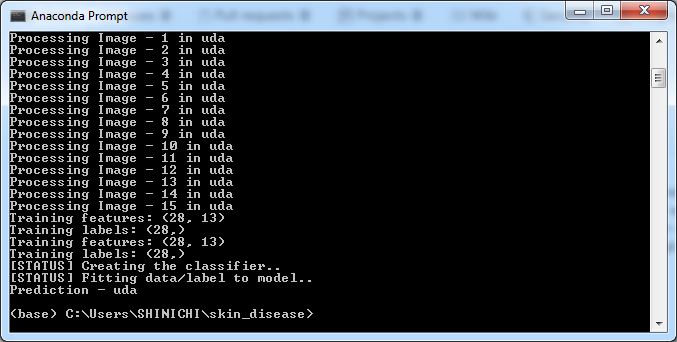 Anaconda Prompt
Processing Image - 1 in uda
Processing Image - 2 in uda
Processing Image - 3 in uda
Processing Image - 4 in uda
Processing Image - 5 in uda
Processing Image - 6 in uda
Processing Image - 7 in uda
Processing Image - 8 in uda
Processing Image - 9 in uda
Processing Image - 10 in uda
Processing Image - 11 in uda
Processing Image - 12 in uda
Processing Image - 13 in uda
Processing Image - 14 in uda
Processing Image - 15 in uda
Training features: (28, 13)
Training labels: (28,)
Training features: (28, 13)
Training labels: (28,)
[STATUS] Creating the classifier..
[STATUS] Fitting data/label to model..
Prediction - uda
(base) C:\Users\SHINICHI\skin_disease>